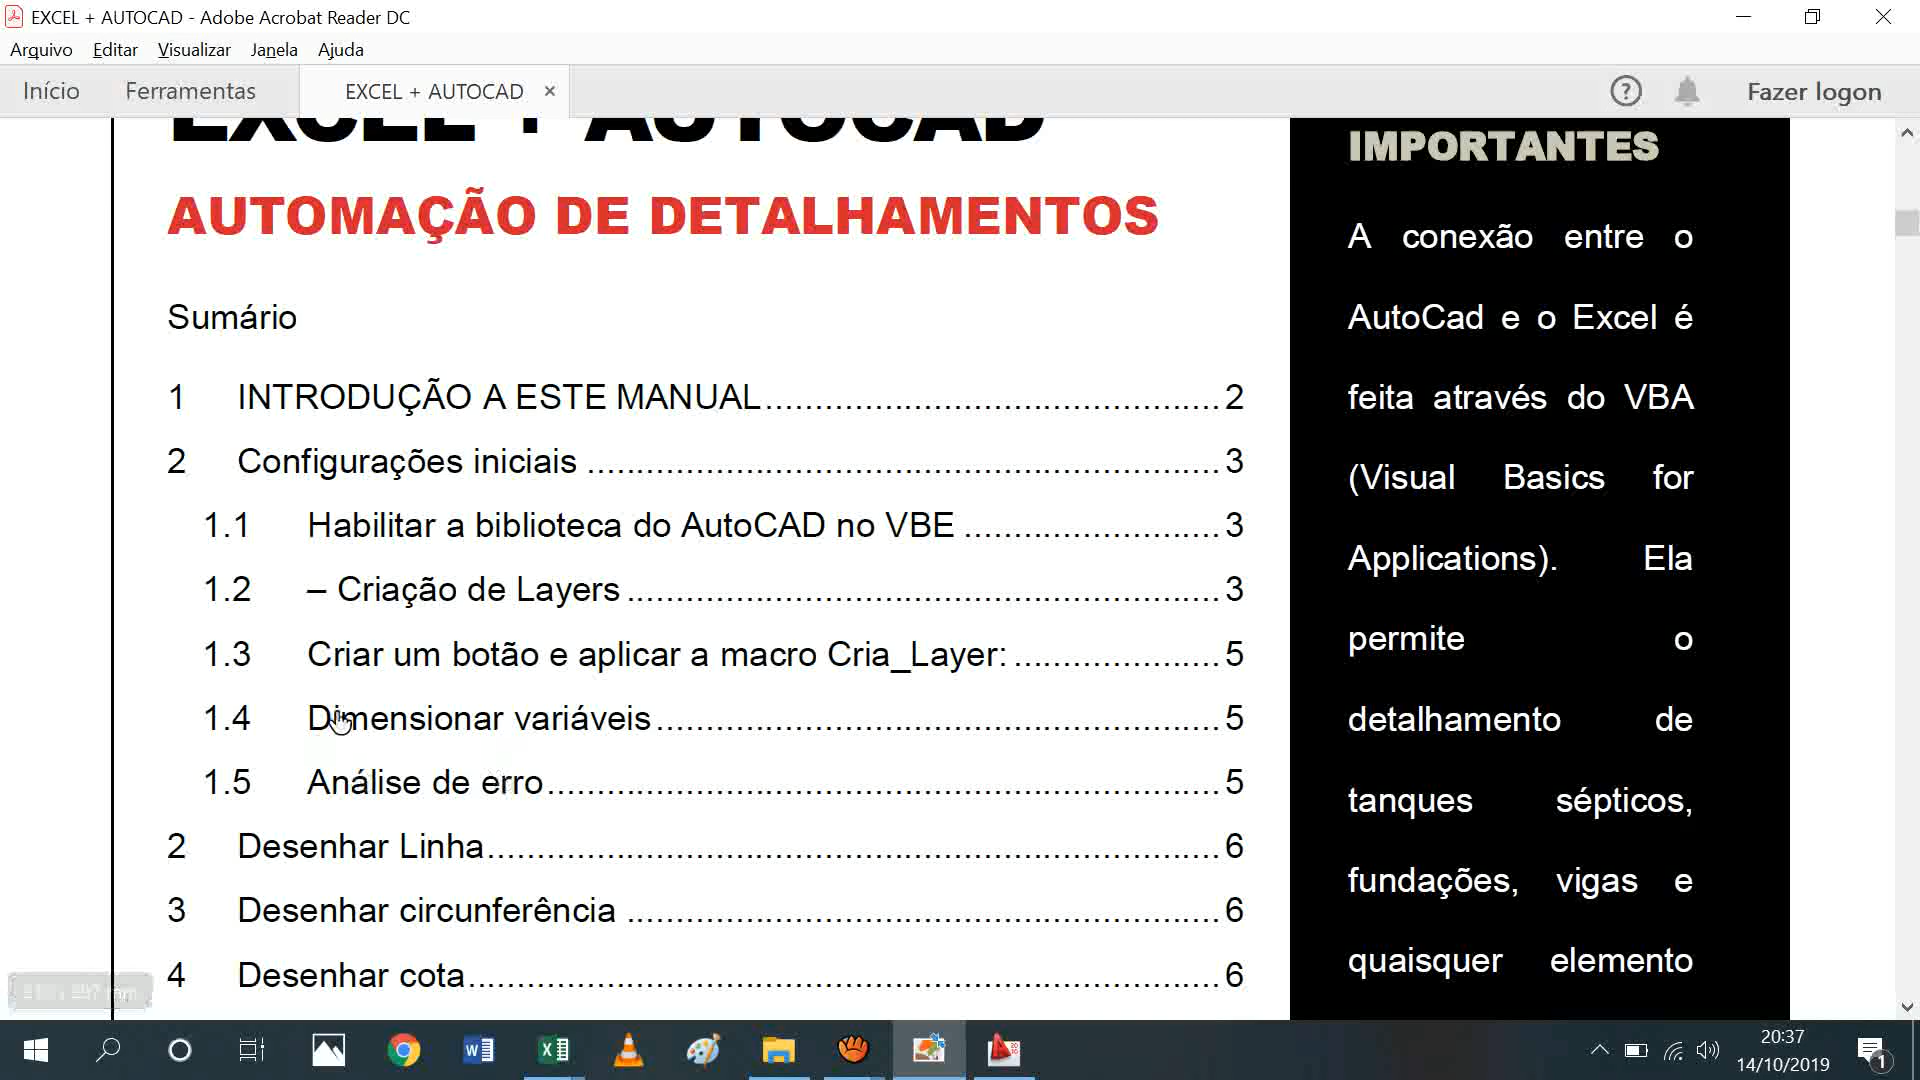 EXCEL + AUTOCAD - Adobe Acrobat Reader DC
Arquivo Editar Visualizar Janela Ajuda
Início Ferramentas EXCEL + AUTOCAD × Fazer logon
EXCEL + AUTOCAD
AUTOMAÇÃO DE DETALHAMENTOS
Sumário
1 INTRODUÇÃO A ESTE MANUAL 2
2 Configurações iniciais 3
1.1 Habilitar a biblioteca do AutoCAD no VBE 3
1.2 – Criação de Layers 3
1.3 Criar um botão e aplicar a macro Cria_Layer: 5
1.4 Dimensionar variáveis 5
1.5 Análise de erro 5
2 Desenhar Linha 6
3 Desenhar circunferência 6
4 Desenhar cota 6
IMPORTANTES
A conexão entre o
AutoCad e o Excel é
feita através do VBA
(Visual Basics for
Applications). Ela
permite o
detalhamento de
tanques sépticos,
fundações, vigas e
quaisquer elemento
20:37
14/10/2019
1